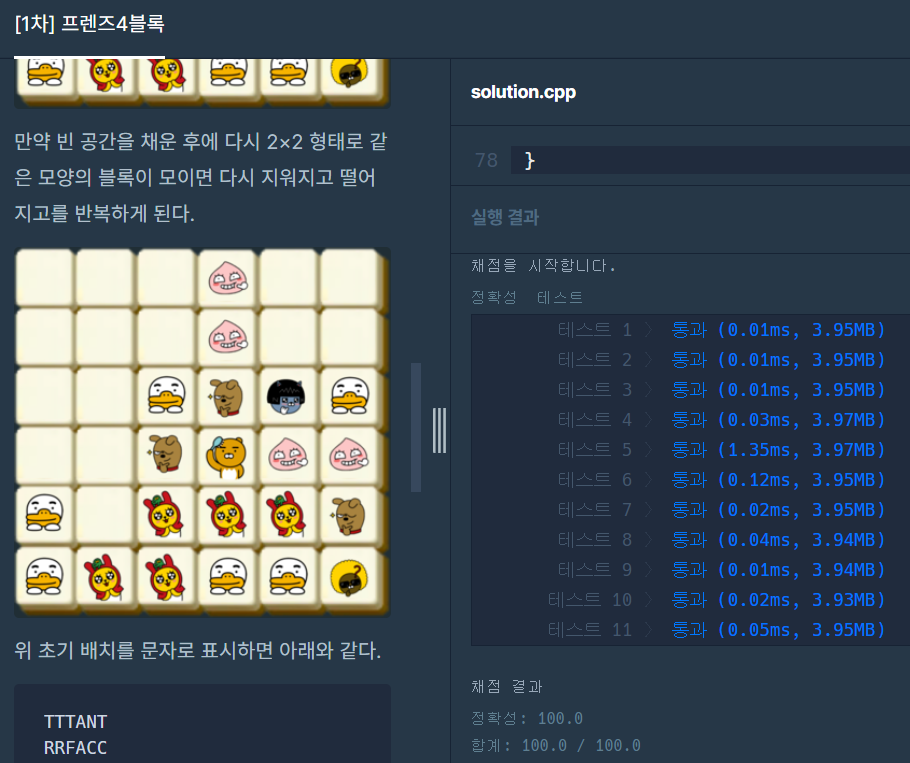 [1차] 프렌즈4블록
만약 빈 공간을 채운 후에 다시 2×2 형태로 같
은 모양의 블록이 모이면 다시 지워지고 떨어
지고를 반복하게 된다.
위 초기 배치를 문자로 표시하면 아래와 같다.
TTTANT
RRFACC
solution.cpp
78 }
실행 결과
채점을 시작합니다.
정확성 테스트
테스트 1 〉 통과 (0.01ms, 3.95MB)
테스트 2 〉 통과 (0.01ms, 3.95MB)
테스트 3 〉 통과 (0.01ms, 3.95MB)
테스트 4 〉 통과 (0.03ms, 3.97MB)
테스트 5 〉 통과 (1.35ms, 3.97MB)
테스트 6 〉 통과 (0.12ms, 3.95MB)
테스트 7 〉 통과 (0.02ms, 3.95MB)
테스트 8 〉 통과 (0.04ms, 3.94MB)
테스트 9 〉 통과 (0.01ms, 3.94MB)
테스트 10 〉 통과 (0.02ms, 3.93MB)
테스트 11 〉 통과 (0.05ms, 3.95MB)
채점 결과
정확성: 100.0
합계: 100.0 / 100.0